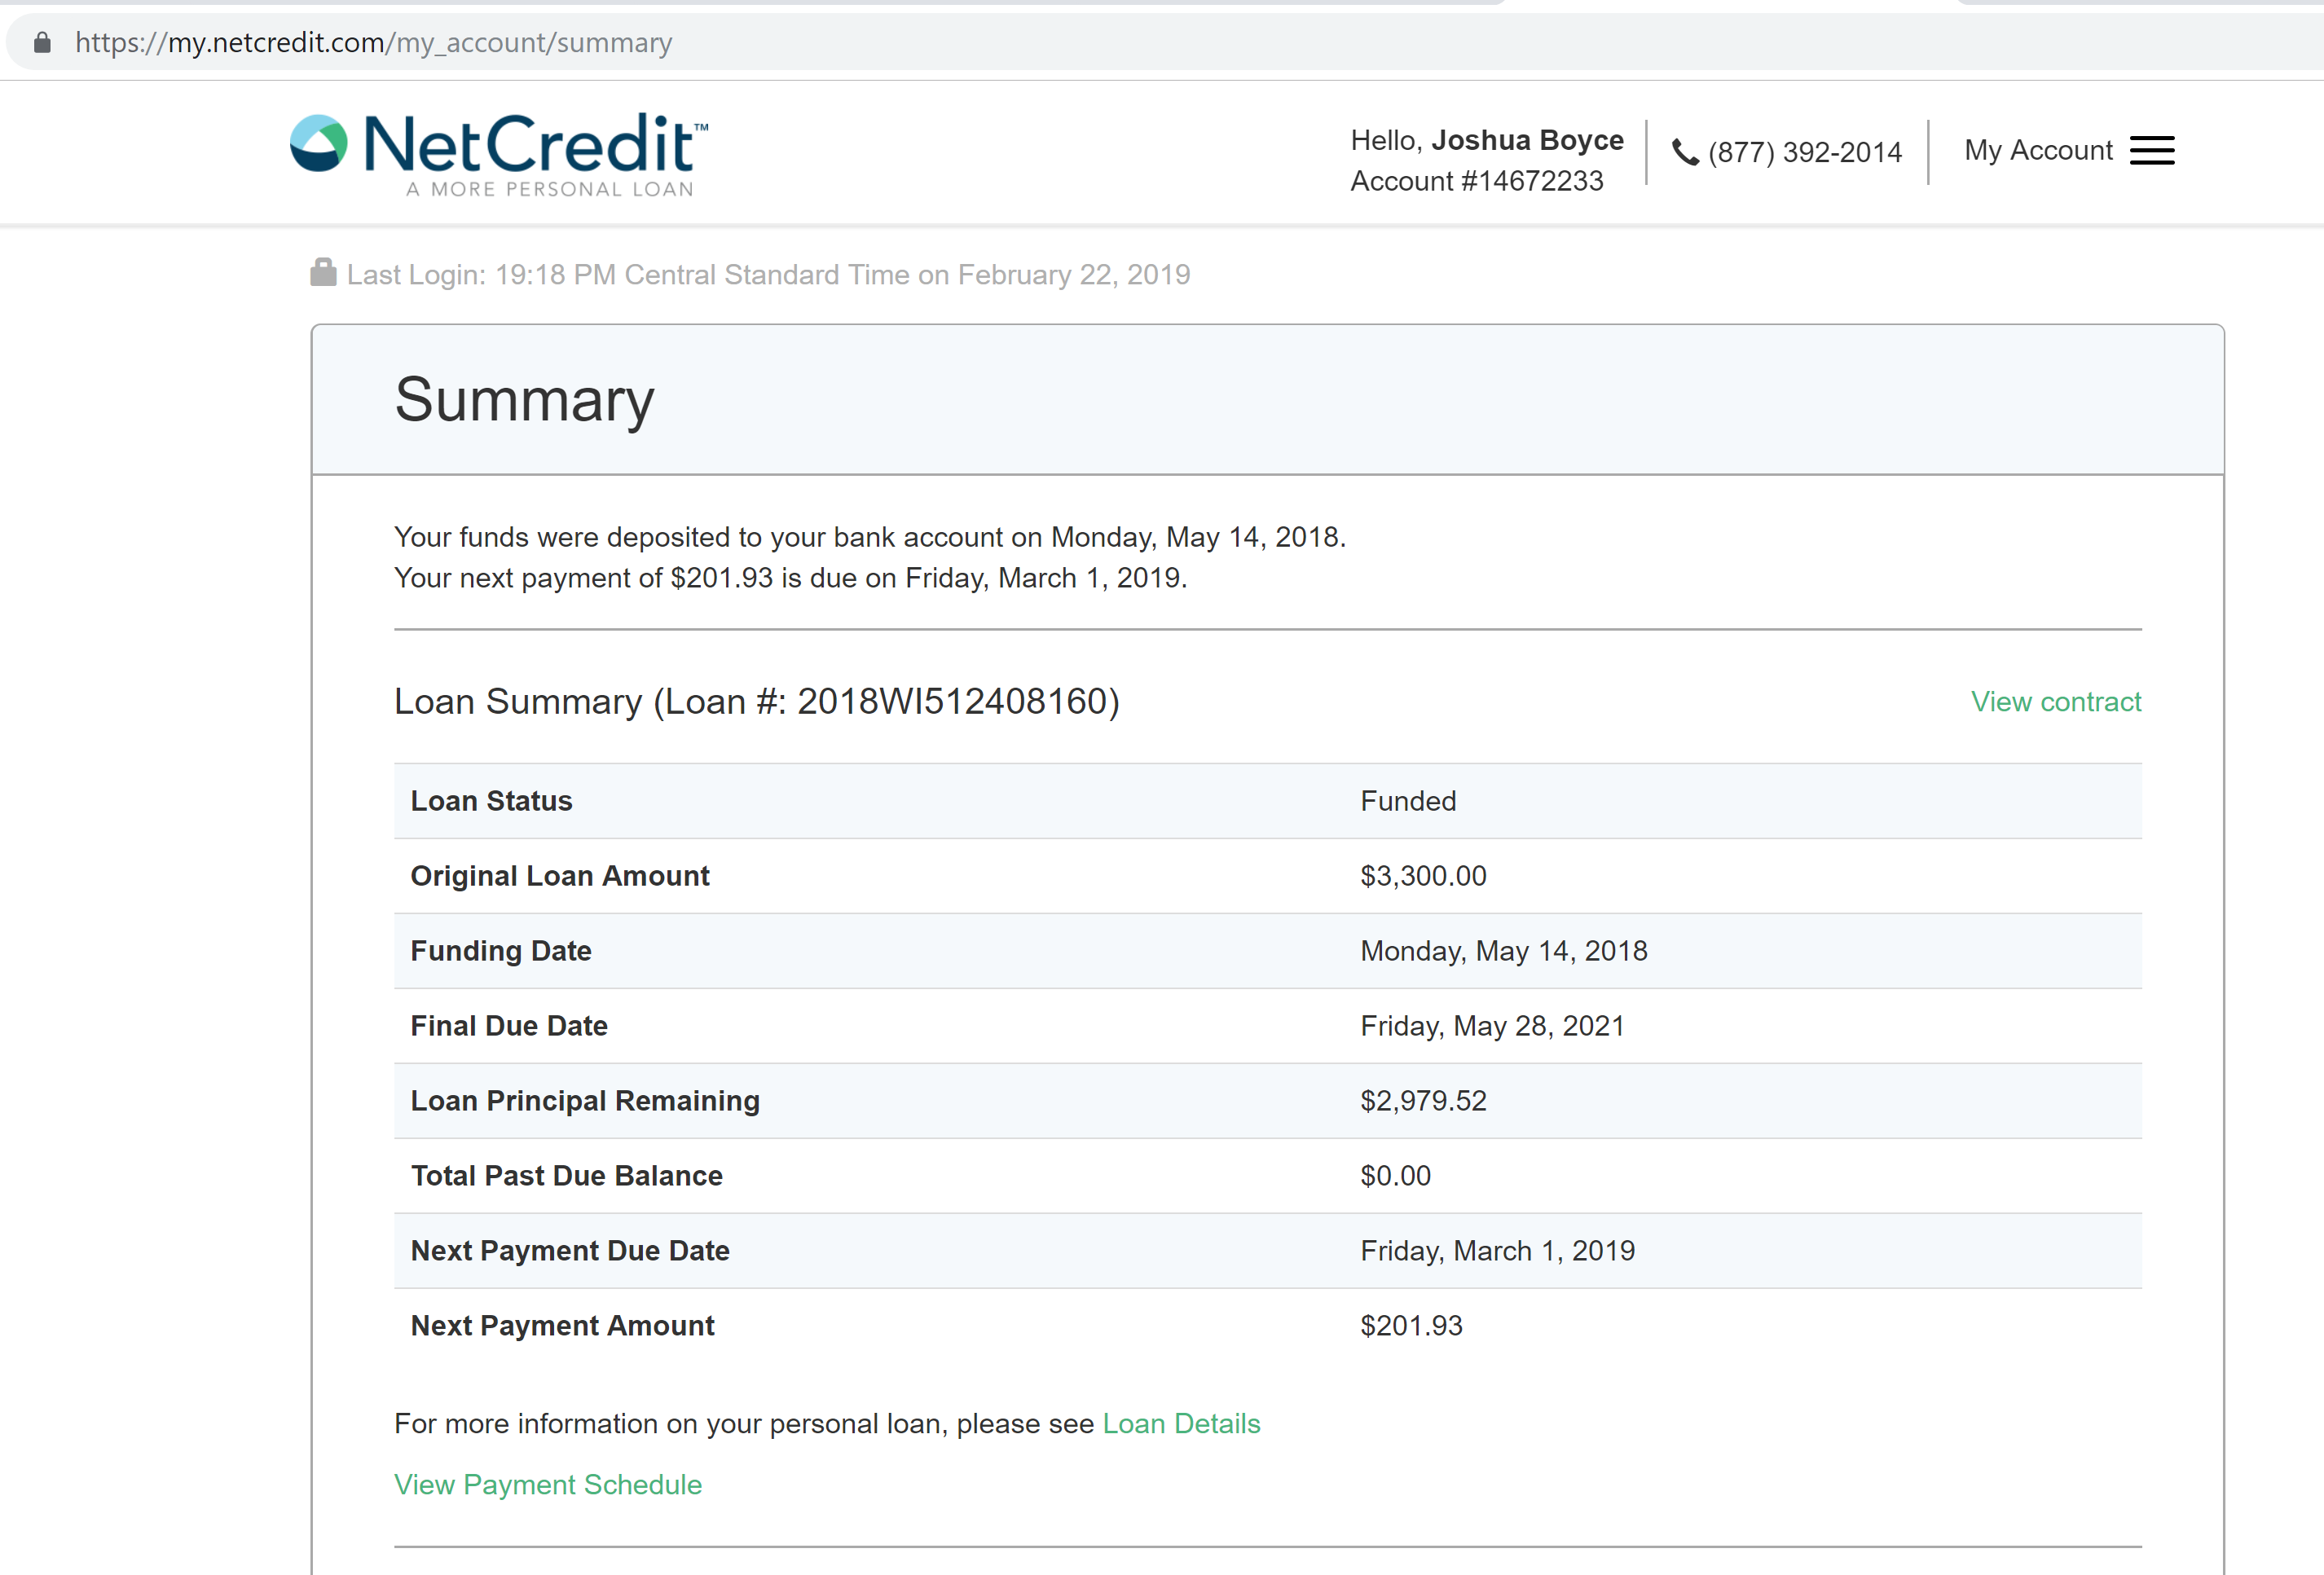 https://my.netcredit.com/my_account/summary
NetCredit™
A MORE PERSONAL LOAN
Hello, Joshua Boyce
Account #14672233
(877) 392-2014
My Account
Last Login: 19:18 PM Central Standard Time on February 22, 2019
Summary
Your funds were deposited to your bank account on Monday, May 14, 2018.
Your next payment of $201.93 is due on Friday, March 1, 2019.
Loan Summary (Loan #: 2018WI512408160)
View contract
Loan Status Funded
Original Loan Amount $3,300.00
Funding Date Monday, May 14, 2018
Final Due Date Friday, May 28, 2021
Loan Principal Remaining $2,979.52
Total Past Due Balance $0.00
Next Payment Due Date Friday, March 1, 2019
Next Payment Amount $201.93
For more information on your personal loan, please see Loan Details
View Payment Schedule